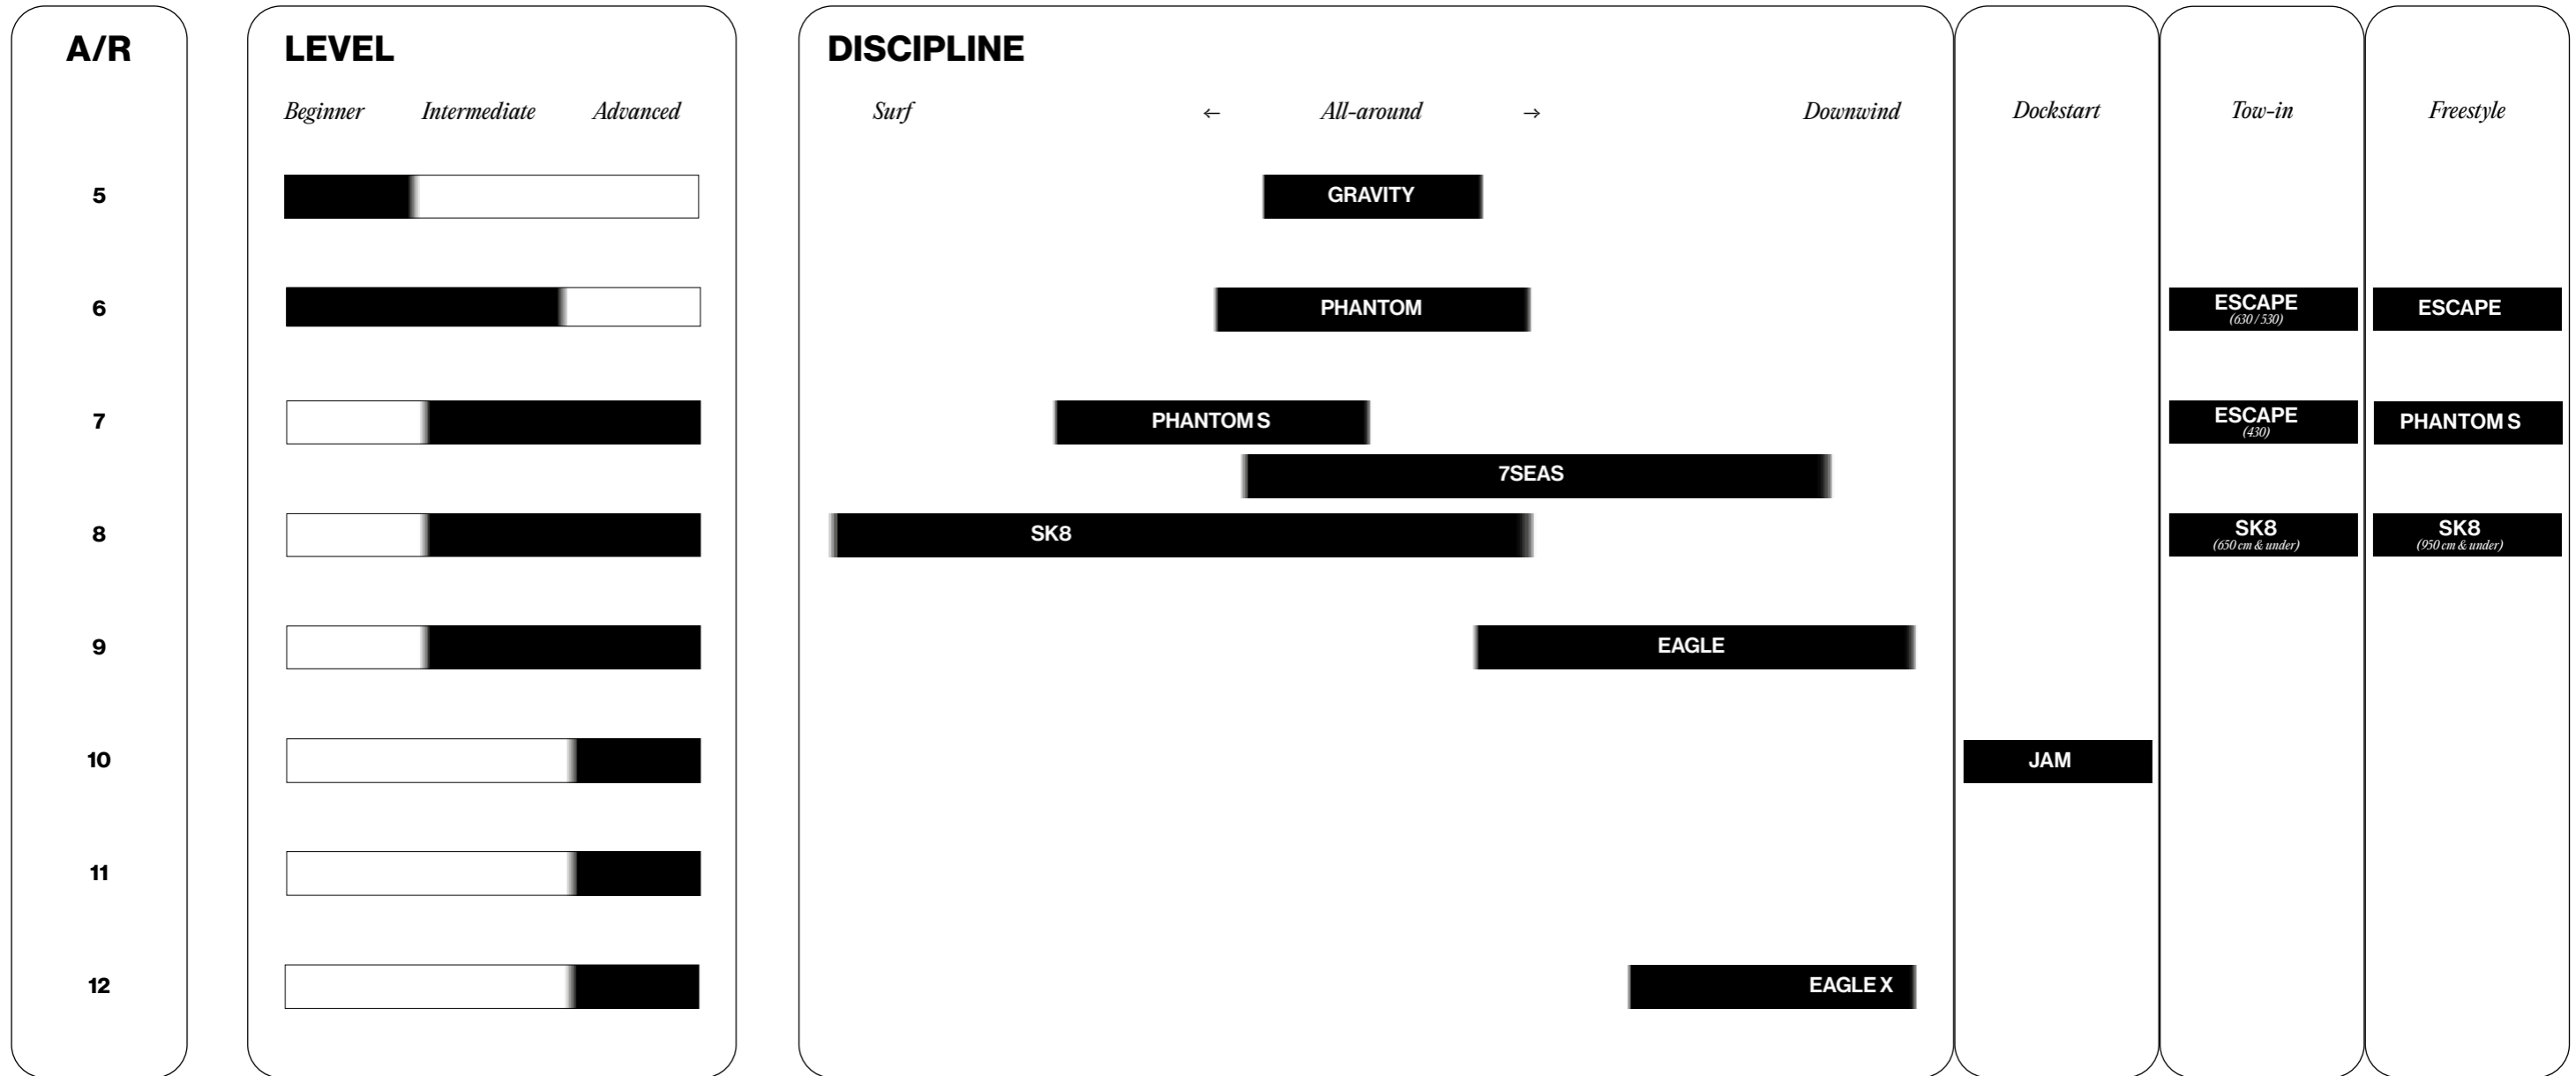 A/R
LEVEL
DISCIPLINE
Beginner Intermediate Advanced
Surf ← All-around → Downwind
Dockstart
Tow-in
Freestyle
5
GRAVITY
6
PHANTOM
ESCAPE
(630 / 530)
ESCAPE
7
PHANTOM S
ESCAPE
(430)
PHANTOM S
7SEAS
8
SK8
SK8
(650 cm & under)
SK8
(950 cm & under)
9
EAGLE
10
JAM
11
12
EAGLE X